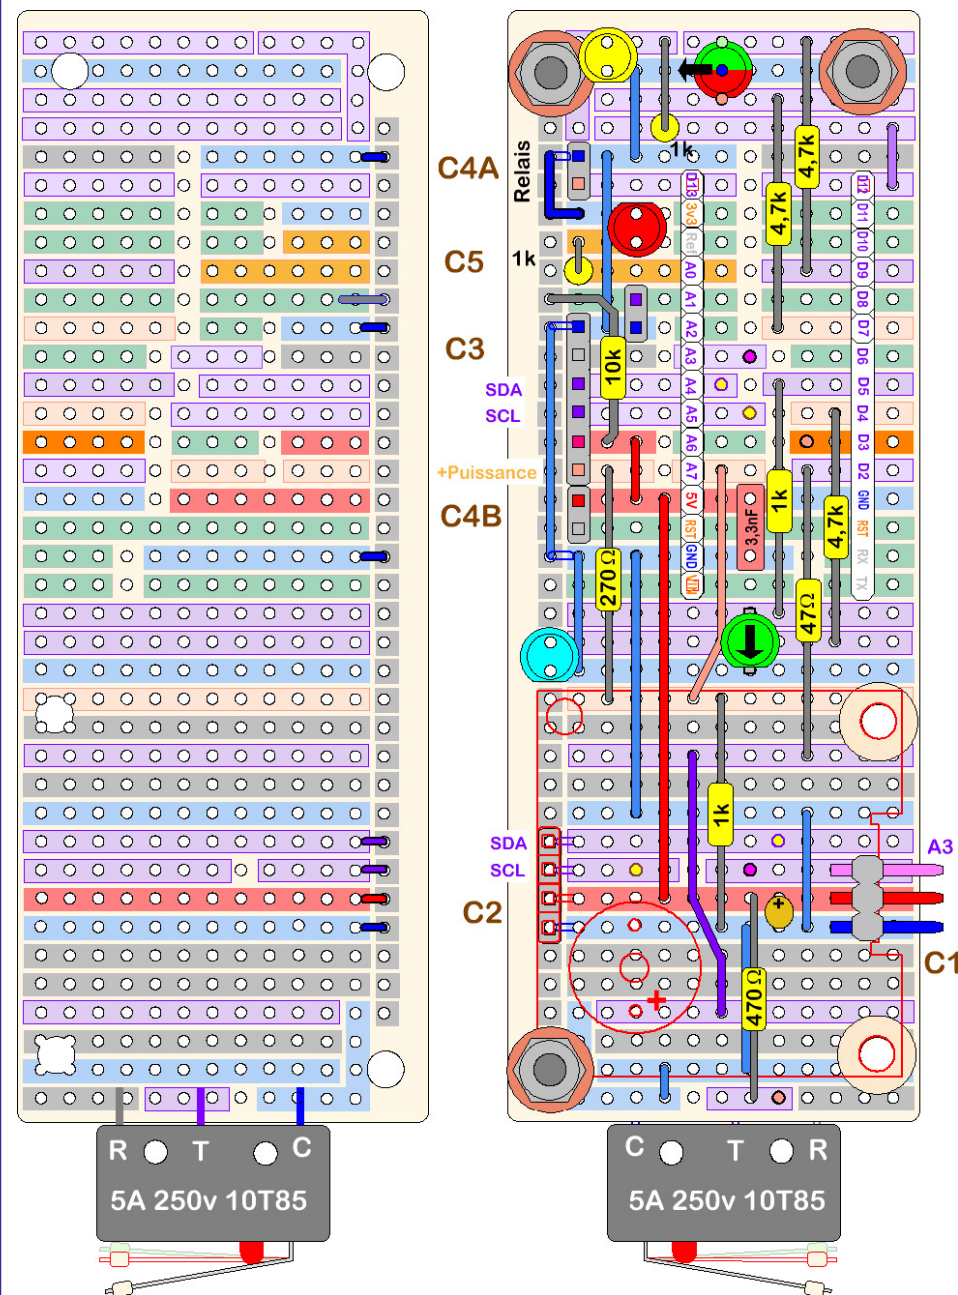 Relais
C4A
1k
1k
4,7k
4,7k
D13
3v3
Ref
A0
A1
A2
A3
A4
A5
A6
A7
5V
RST
GND
VIN
D12
D11
D10
D9
D8
D7
D6
D5
D4
D3
D2
GND
RST
RX
TX
C5
C3
10k
SDA
SCL
+Puissance
C4B
3,3nF
1k
4,7k
270Ω
47Ω
1k
SDA
SCL
C2
A3
+
+
C1
470Ω
R T C
5A 250v 10T85
C T R
5A 250v 10T85